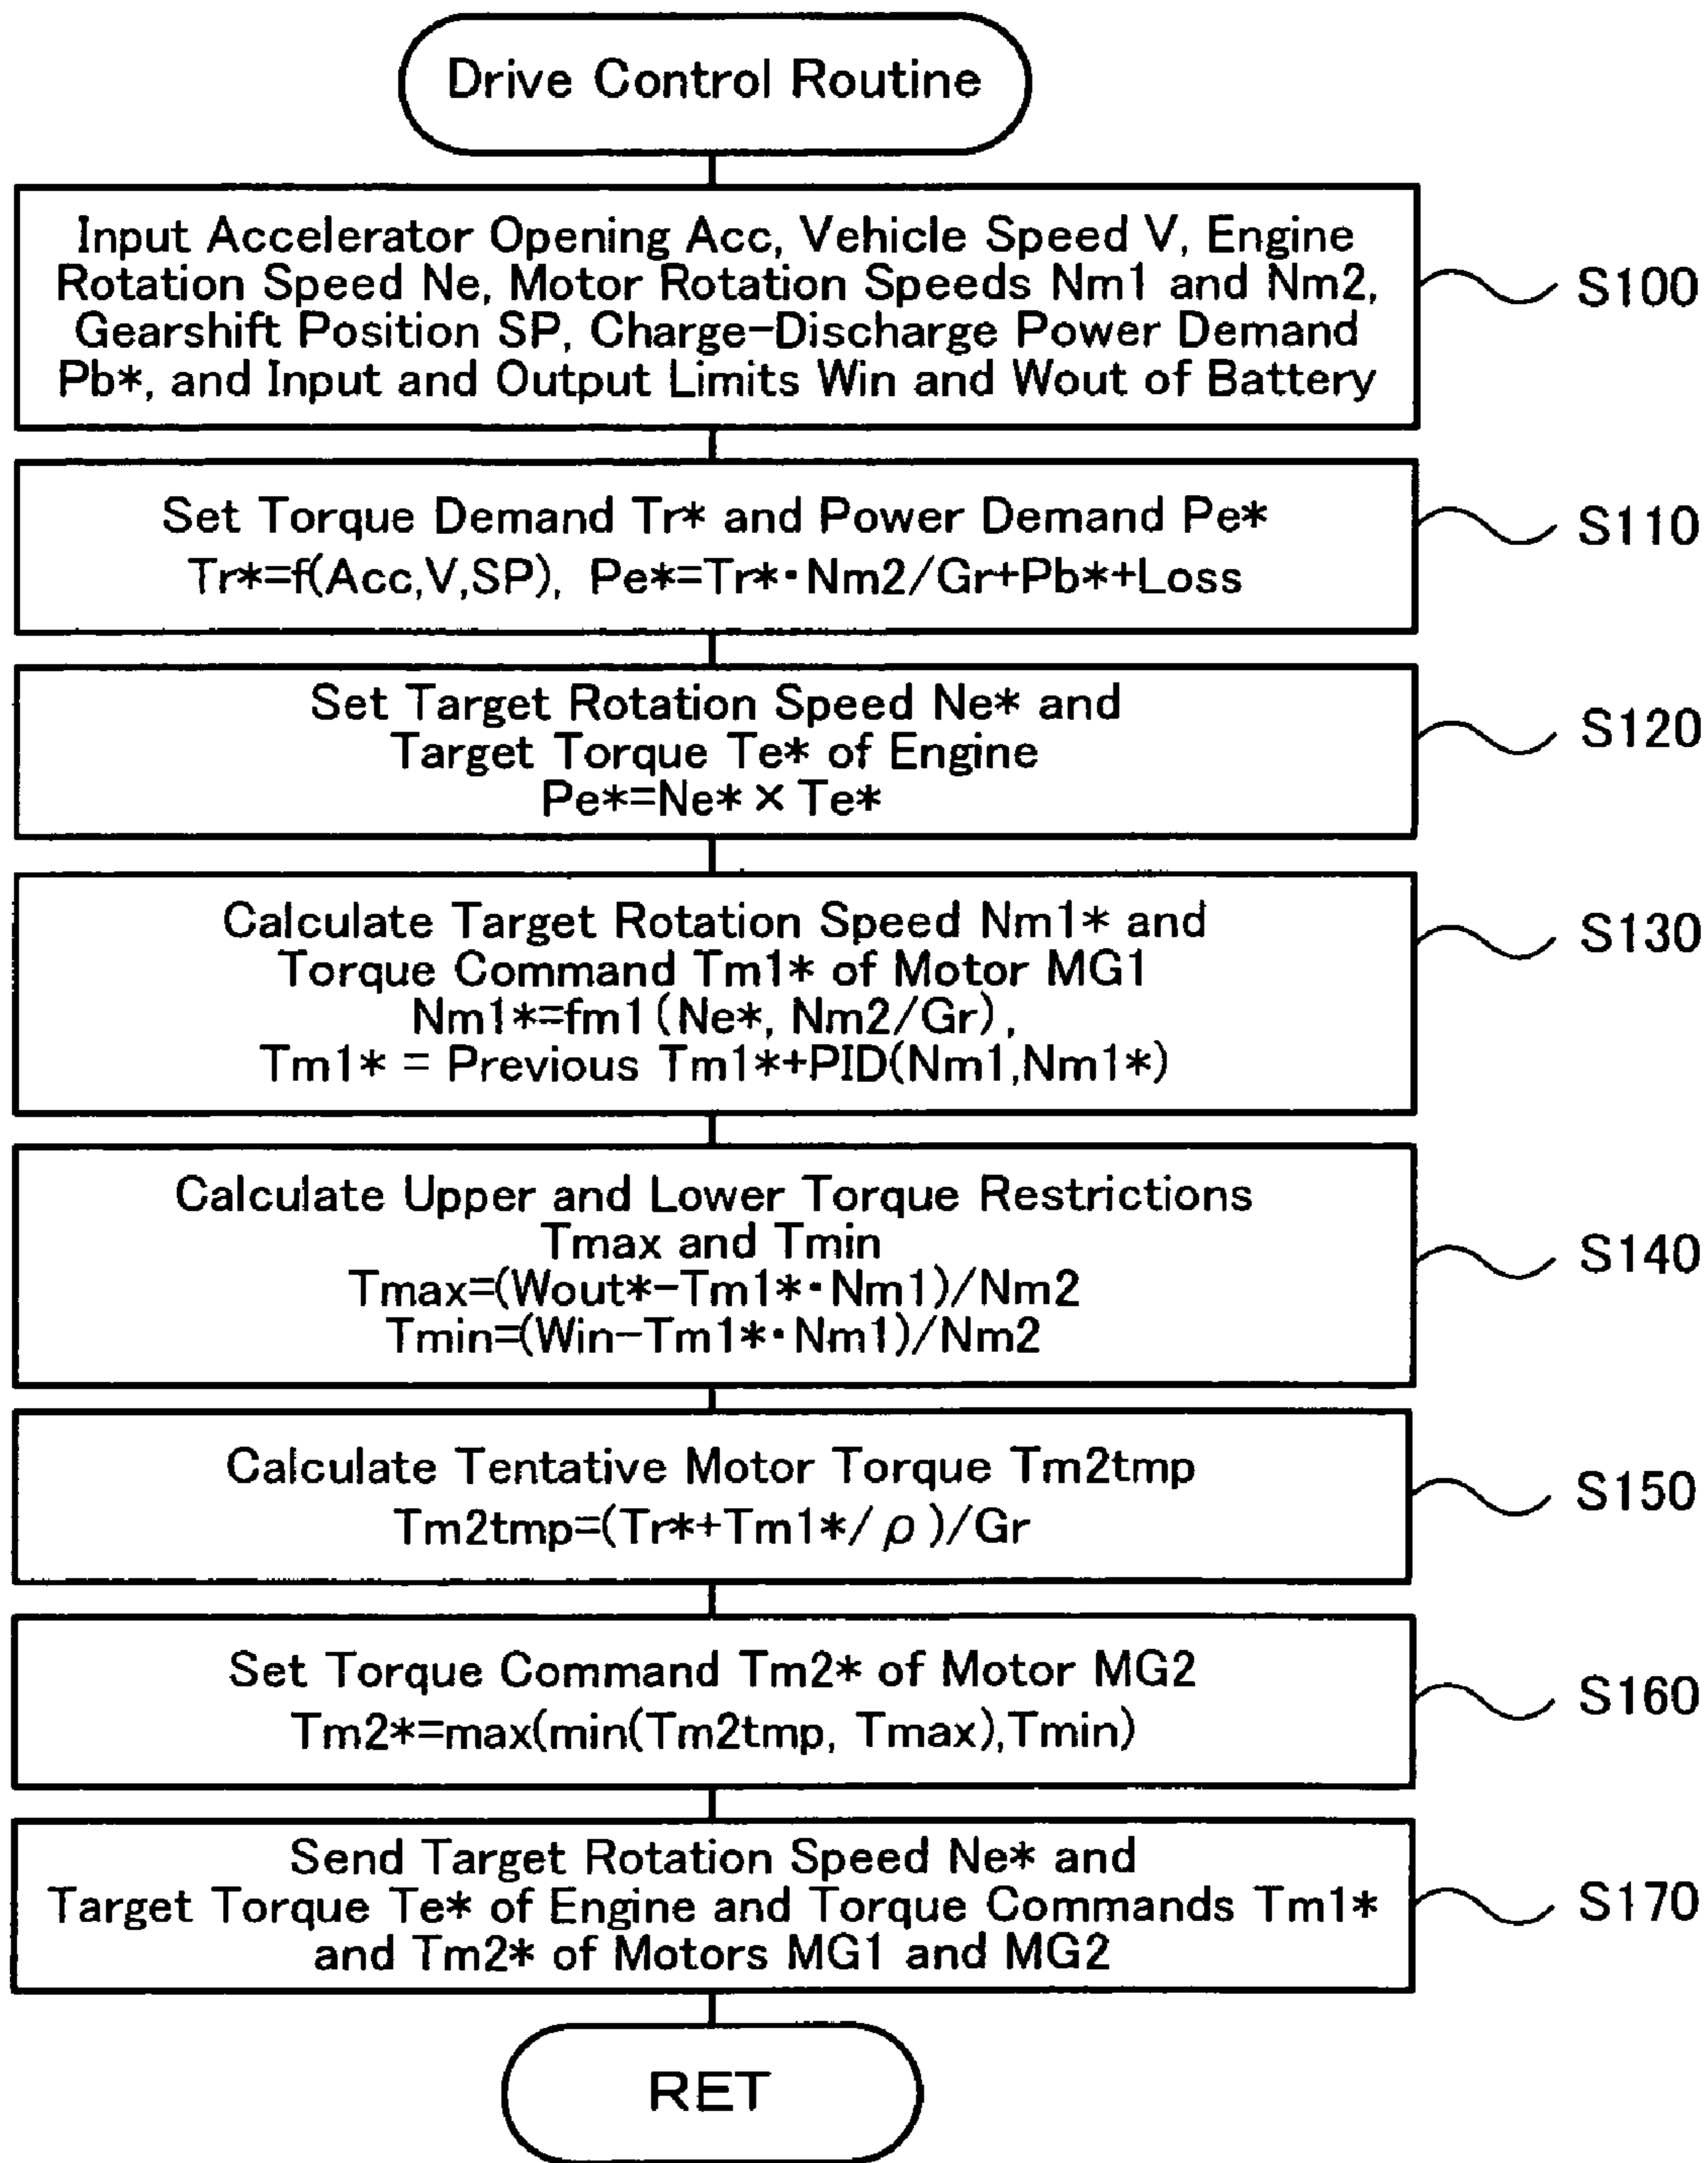 Drive Control Routine
Input Accelerator Opening Acc, Vehicle Speed V, Engine
Rotation Speed Ne, Motor Rotation Speeds Nm1 and Nm2,
Gearshift Position SP, Charge-Discharge Power Demand
Pb*, and Input and Output Limits Win and Wout of Battery
S100
Set Torque Demand Tr* and Power Demand Pe*
Tr*=f(Acc,V,SP), Pe*=Tr*·Nm2/Gr+Pb*+Loss
S110
Set Target Rotation Speed Ne* and
Target Torque Te* of Engine
Pe*=Ne*×Te*
S120
Calculate Target Rotation Speed Nm1* and
Torque Command Tm1* of Motor MG1
Nm1*=fm1(Ne*, Nm2/Gr),
Tm1* = Previous Tm1*+PID(Nm1,Nm1*)
S130
Calculate Upper and Lower Torque Restrictions
Tmax and Tmin
Tmax=(Wout*-Tm1*·Nm1)/Nm2
Tmin=(Win-Tm1*·Nm1)/Nm2
S140
Calculate Tentative Motor Torque Tm2tmp
Tm2tmp=(Tr*+Tm1*/ρ)/Gr
S150
Set Torque Command Tm2* of Motor MG2
Tm2*=max(min(Tm2tmp, Tmax),Tmin)
S160
Send Target Rotation Speed Ne* and
Target Torque Te* of Engine and Torque Commands Tm1*
and Tm2* of Motors MG1 and MG2
S170
RET